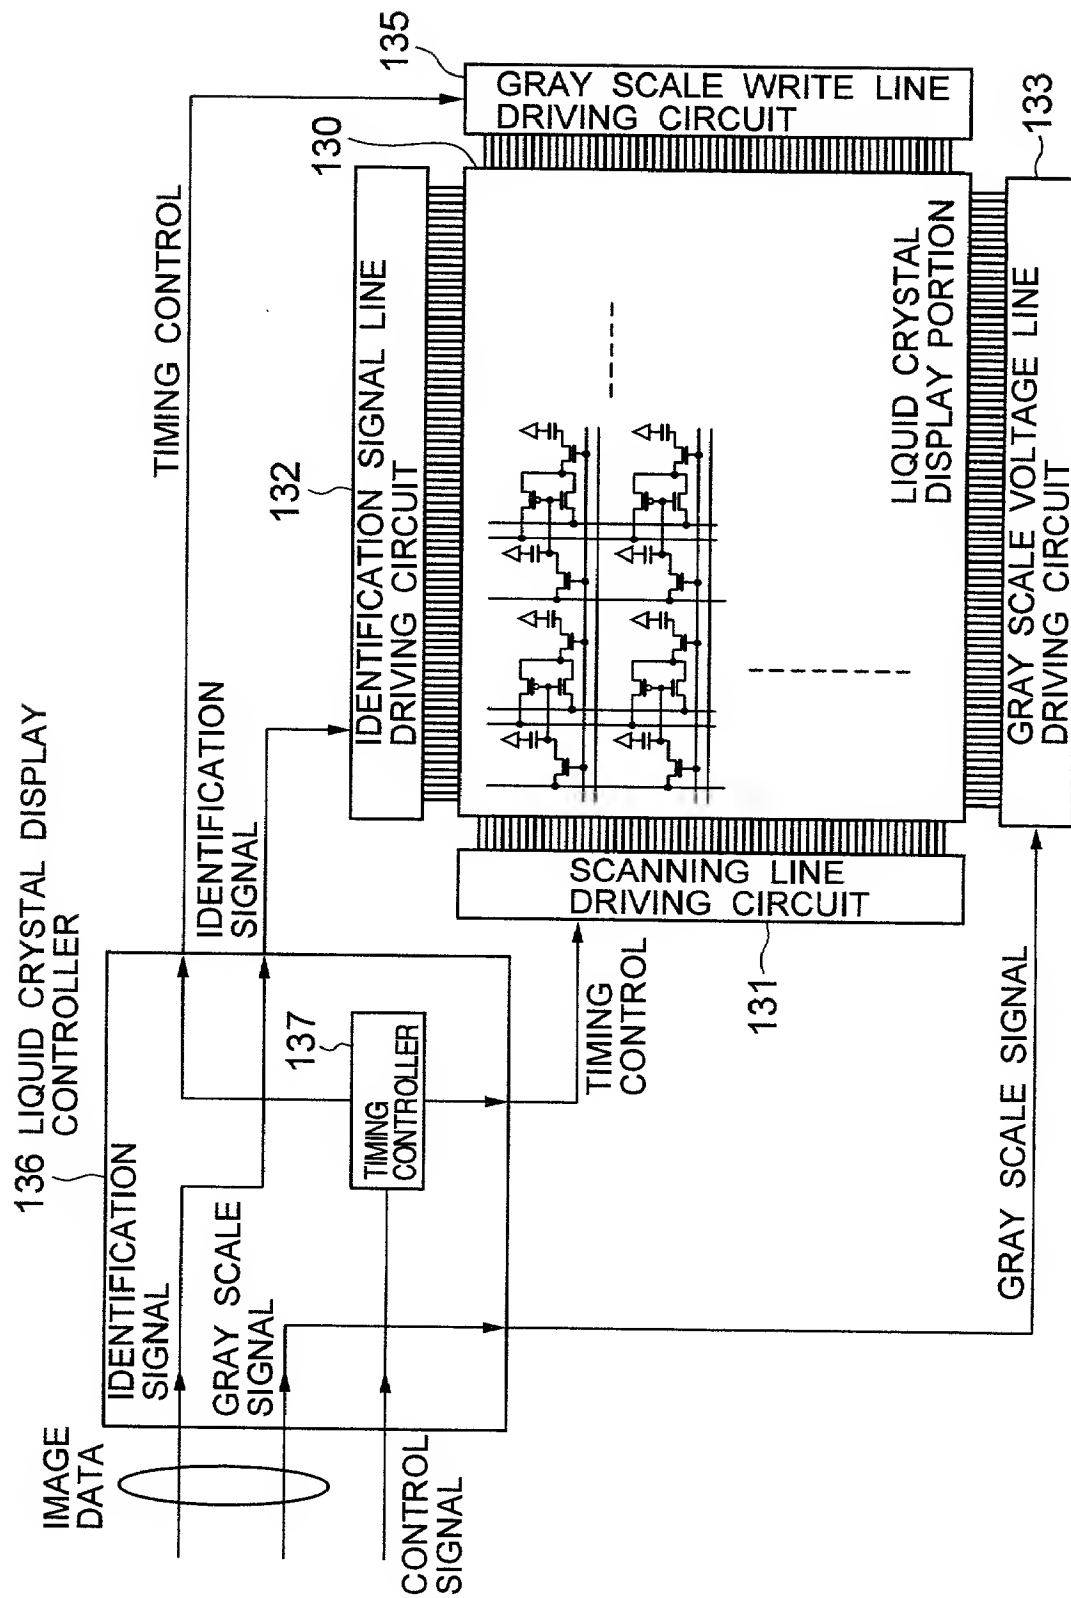 136 LIQUID CRYSTAL DISPLAY
CONTROLLER
IMAGE
DATA
IDENTIFICATION
SIGNAL
GRAY SCALE
SIGNAL
CONTROL
SIGNAL
137
TIMING
CONTROLLER
IDENTIFICATION
SIGNAL
TIMING CONTROL
TIMING
CONTROL
GRAY SCALE SIGNAL
132
IDENTIFICATION SIGNAL LINE
DRIVING CIRCUIT
130
135
GRAY SCALE WRITE LINE
DRIVING CIRCUIT
SCANNING LINE
DRIVING CIRCUIT
131
LIQUID CRYSTAL
DISPLAY PORTION
133
GRAY SCALE VOLTAGE LINE
DRIVING CIRCUIT